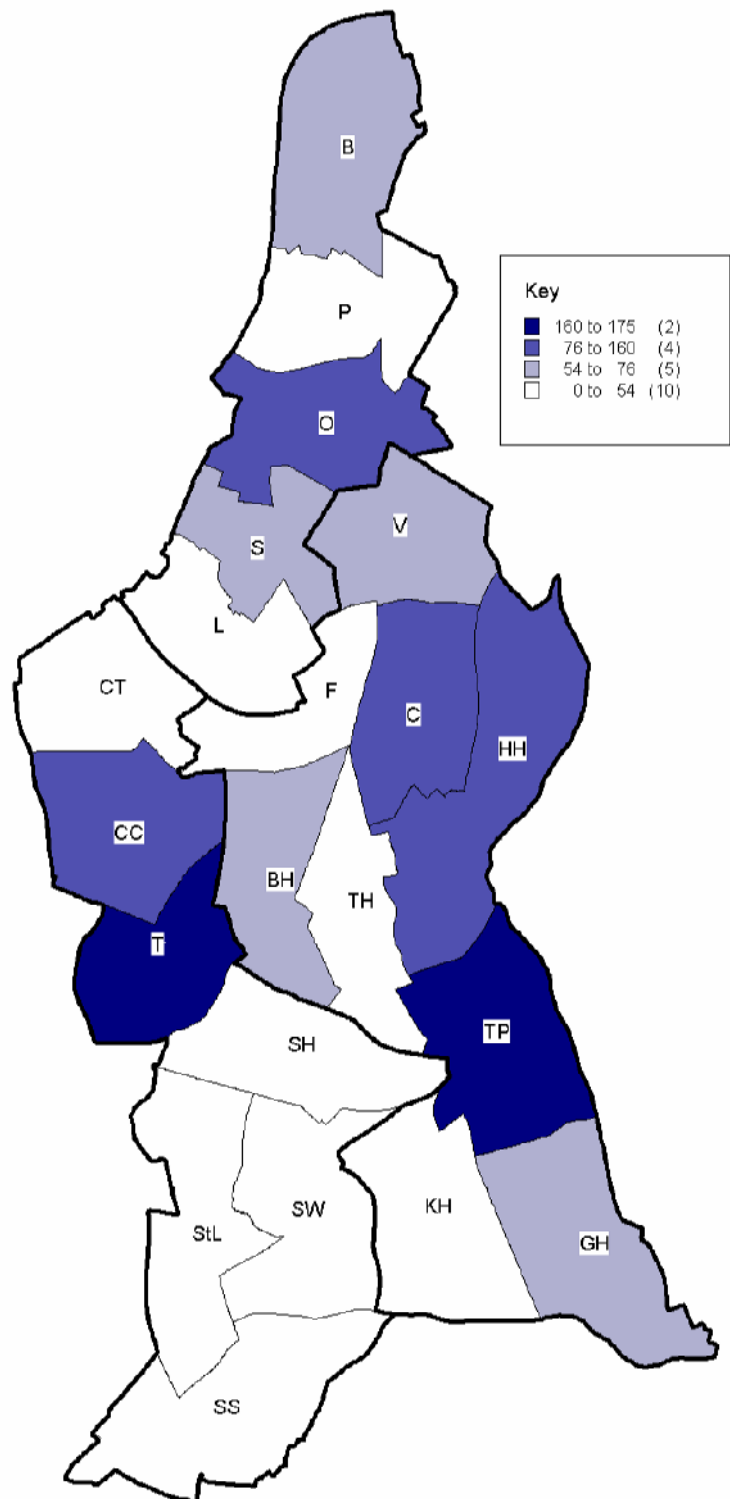 B
Key
160 to 175 (2)
76 to 160 (4)
54 to 76 (5)
0 to 54 (10)
P
O
V
S
L
F
CT
C
HH
CC
BH
TH
T
TP
SH
SW
KH
StL
GH
SS